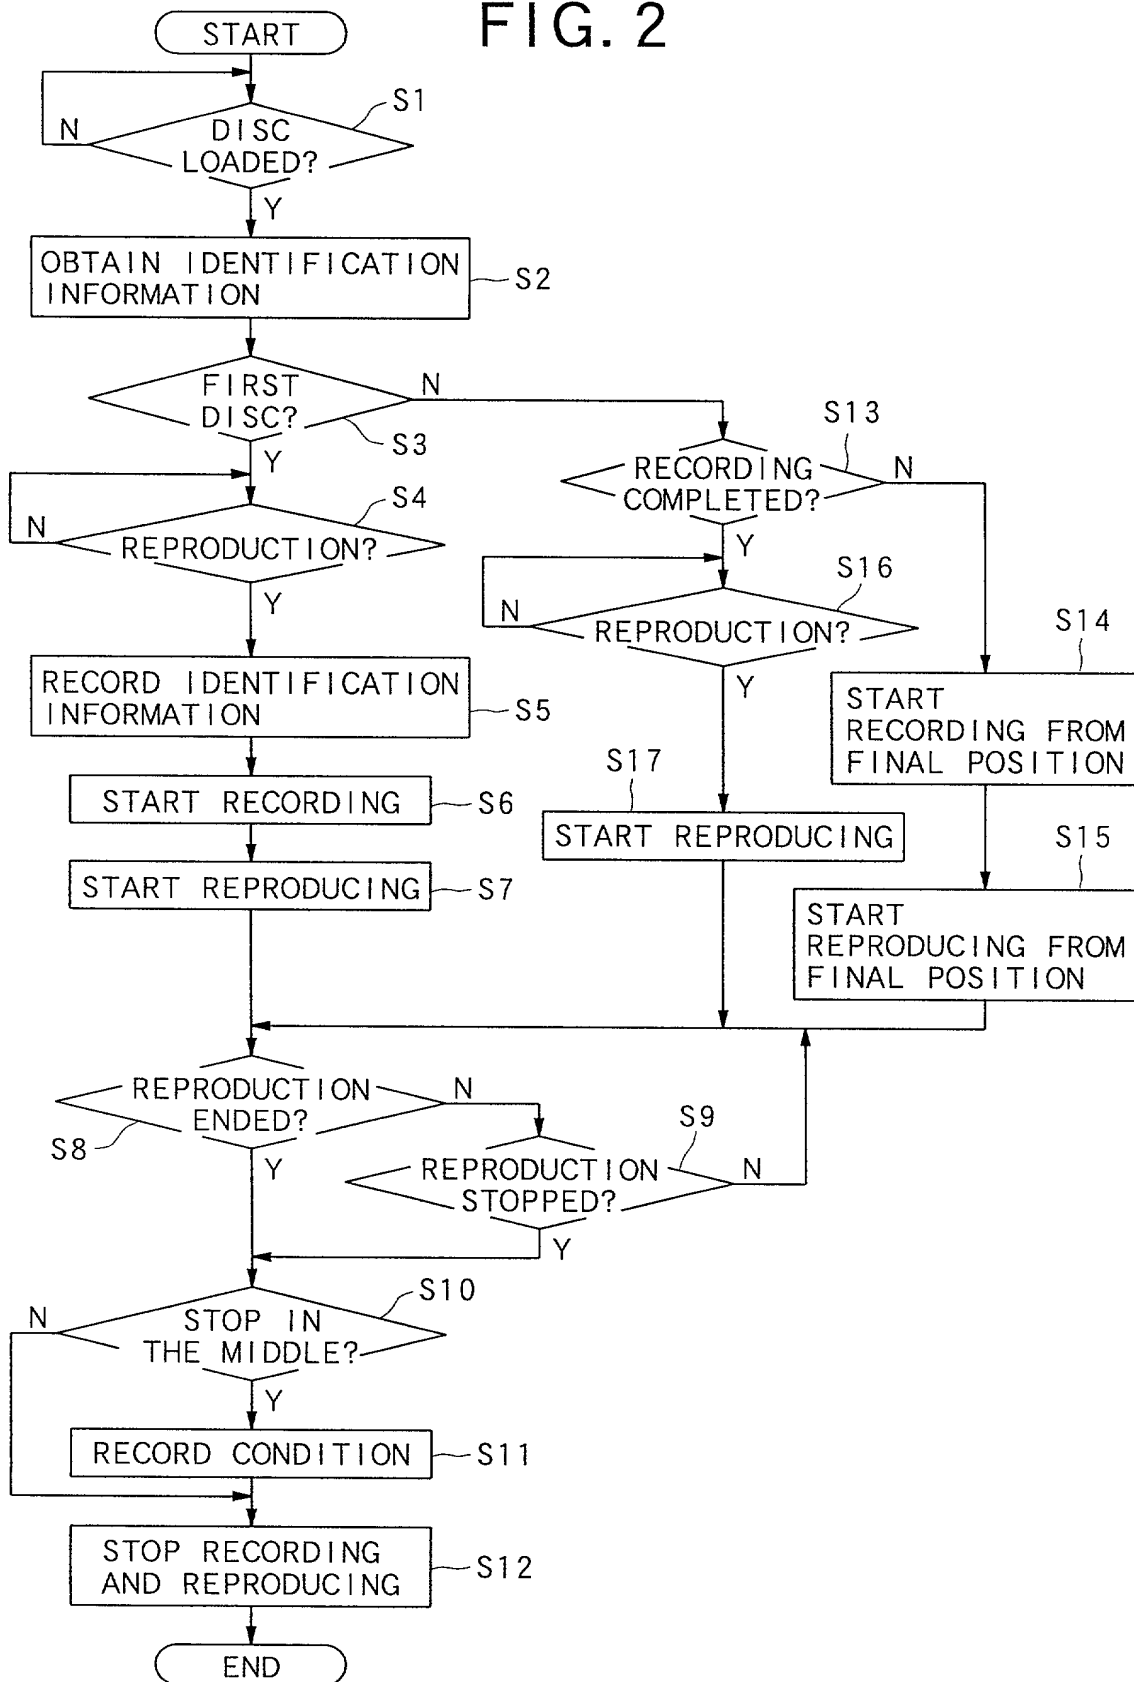 FIG. 2
START
S1
DISC
LOADED?
N
Y
OBTAIN IDENTIFICATION
INFORMATION
S2
FIRST
DISC?
N
S3
Y
S4
REPRODUCTION?
N
Y
RECORD IDENTIFICATION
INFORMATION
S5
START RECORDING
S6
START REPRODUCING
S7
S13
RECORDING
COMPLETED?
N
Y
S16
REPRODUCTION?
N
Y
S17
START REPRODUCING
S14
START
RECORDING FROM
FINAL POSITION
S15
START
REPRODUCING FROM
FINAL POSITION
REPRODUCTION
ENDED?
N
S8
Y
S9
REPRODUCTION
STOPPED?
N
Y
S10
STOP IN
THE MIDDLE?
N
Y
RECORD CONDITION
S11
STOP RECORDING
AND REPRODUCING
S12
END